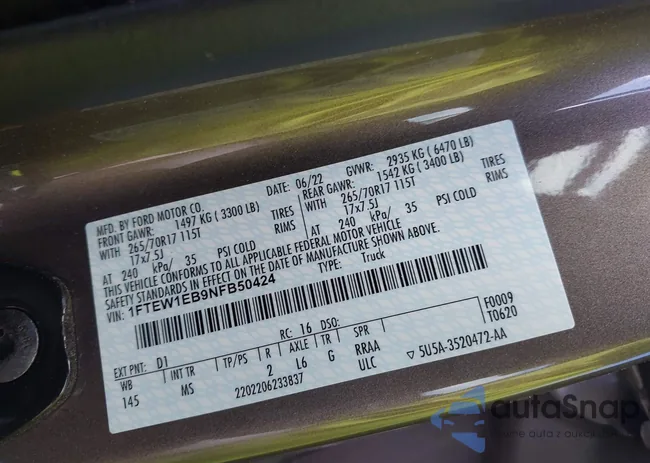 MFD. BY FORD MOTOR CO.
06/22 GVWR: 2935 KG ( 6470 LB)
FRONT GAWR: 1497 KG ( 3300 LB)
REAR GAWR: 1542 KG ( 3400 LB)
WITH 265/70R17 115T TIRES
WITH 265/70R17 115T TIRES
17x7.5J RIMS
17x7.5J RIMS
AT 240 kPa/ 35 PSI COLD
AT 240 kPa/ 35 PSI COLD
THIS VEHICLE CONFORMS TO ALL APPLICABLE FEDERAL MOTOR VEHICLE
SAFETY STANDARDS IN EFFECT ON THE DATE OF MANUFACTURE SHOWN ABOVE.
VIN: 1FTEW1EB9NFB50424
TYPE: Truck
F0009
T0620
EXT PNT: D1 RC: 16 DSO:
WB INT TR TP/PS R AXLE TR SPR
145 MS 2 L6 G RRAA
2202206233837 ULC
5U5A-3520472-AA
autoSnap